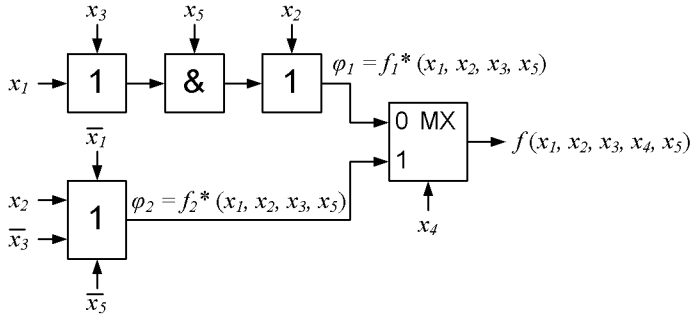 x₃ x₅ x₂
x₁ 1 & 1 φ₁ = f₁* (x₁, x₂, x₃, x₅)
0 MX
1
f (x₁, x₂, x₃, x₄, x₅)
x₄
x̅₁
x₂
x̅₃
1
φ₂ = f₂* (x₁, x₂, x₃, x₅)
x̅₅